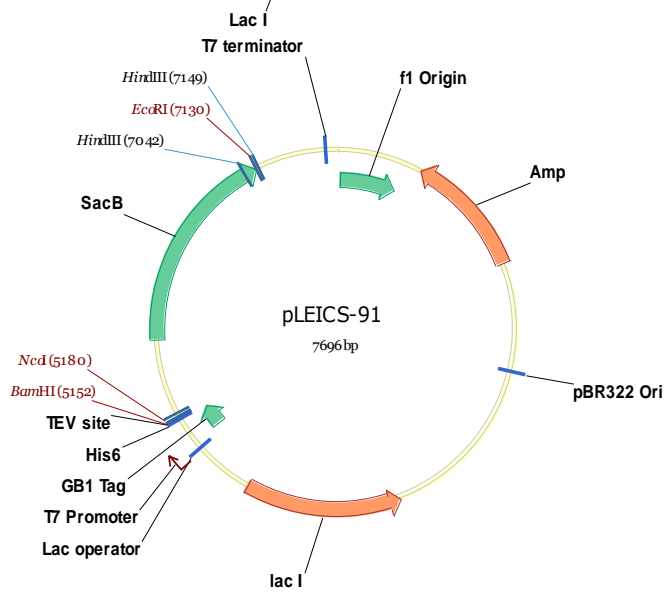 Lac I
T7 terminator
f1 Origin
HindIII (7149)
EcoRI (7130)
HindIII (7042)
Amp
SacB
pLEICS-91
7696 bp
NcoI (5180)
BamHI (5152)
TEV site
His6
GB1 Tag
T7 Promoter
Lac operator
pBR322 Ori
lac I